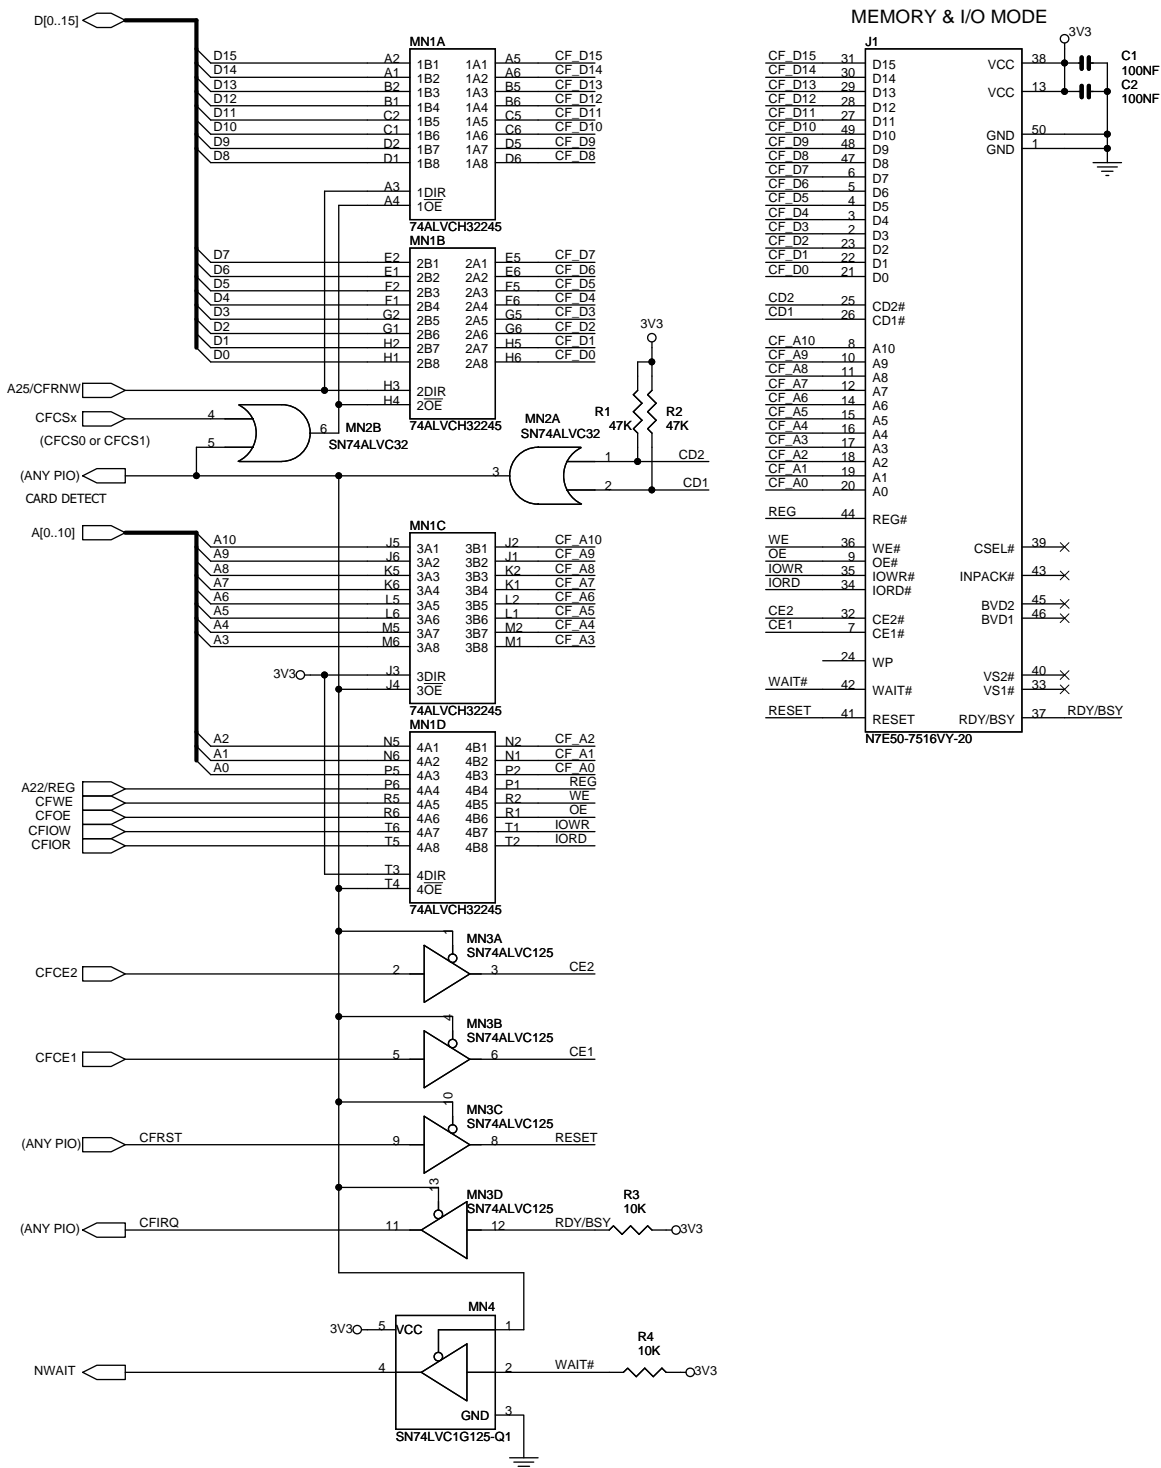 MEMORY & I/O MODE
D[0..15]
MN1A
D15 A2 1B1 1A1 A5 CF_D15
D14 A1 1B2 1A2 A6 CF_D14
D13 B2 1B3 1A3 B5 CF_D13
D12 B1 1B4 1A4 B6 CF_D12
D11 C2 1B5 1A5 C5 CF_D11
D10 C1 1B6 1A6 C6 CF_D10
D9 D2 1B7 1A7 D5 CF_D9
D8 D1 1B8 1A8 D6 CF_D8
A3 1DIR
A4 1OE
74ALVCH32245
MN1B
D7 E2 2B1 2A1 E5 CF_D7
D6 E1 2B2 2A2 E6 CF_D6
D5 F2 2B3 2A3 F5 CF_D5
D4 F1 2B4 2A4 F6 CF_D4
D3 G2 2B5 2A5 G5 CF_D3
D2 G1 2B6 2A6 G6 CF_D2
D1 H2 2B7 2A7 H5 CF_D1
D0 H1 2B8 2A8 H6 CF_D0
A25/CFRNW H3 2DIR
H4 2OE
74ALVCH32245
CFCSx 4
(CFCS0 or CFCS1) 5 6
MN2B
SN74ALVC32
3V3
R1
47K
R2
47K
MN2A
SN74ALVC32
(ANY PIO) 3 1 CD2
2 CD1
CARD DETECT
A[0..10]
MN1C
A10 J5 3A1 3B1 J2 CF_A10
A9 J6 3A2 3B2 J1 CF_A9
A8 K5 3A3 3B3 K2 CF_A8
A7 K6 3A4 3B4 K1 CF_A7
A6 L5 3A5 3B5 L2 CF_A6
A5 L6 3A6 3B6 L1 CF_A5
A4 M5 3A7 3B7 M2 CF_A4
A3 M6 3A8 3B8 M1 CF_A3
3V3 J3 3DIR
J4 3OE
74ALVCH32245
MN1D
A2 N5 4A1 4B1 N2 CF_A2
A1 N6 4A2 4B2 N1 CF_A1
A0 P5 4A3 4B3 P2 CF_A0
A22/REG P6 4A4 4B4 P1 REG
CFWE R5 4A5 4B5 R2 WE
CFOE R6 4A6 4B6 R1 OE
CFIOW T6 4A7 4B7 T1 IOWR
CFIOR T5 4A8 4B8 T2 IORD
T3 4DIR
T4 4OE
74ALVCH32245
1
MN3A
SN74ALVC125
CFCE2 2 3 CE2
4
MN3B
SN74ALVC125
CFCE1 5 6 CE1
10
MN3C
SN74ALVC125
(ANY PIO) CFRST 9 8 RESET
13
MN3D
SN74ALVC125
R3
10K
(ANY PIO) CFIRQ 11 12 RDY/BSY 3V3
MN4
3V3 5 VCC 1
R4
10K
NWAIT 4 2 WAIT# 3V3
GND 3
SN74LVC1G125-Q1
J1
3V3
CF_D15 31 D15 VCC 38
CF_D14 30 D14
CF_D13 29 D13 VCC 13
CF_D12 28 D12
CF_D11 27 D11
CF_D10 49 D10 GND 50
CF_D9 48 D9 GND 1
CF_D8 47 D8
CF_D7 6 D7
CF_D6 5 D6
CF_D5 4 D5
CF_D4 3 D4
CF_D3 2 D3
CF_D2 23 D2
CF_D1 22 D1
CF_D0 21 D0
C1
100NF
C2
100NF
CD2 25 CD2#
CD1 26 CD1#
CF_A10 8 A10
CF_A9 10 A9
CF_A8 11 A8
CF_A7 12 A7
CF_A6 14 A6
CF_A5 15 A5
CF_A4 16 A4
CF_A3 17 A3
CF_A2 18 A2
CF_A1 19 A1
CF_A0 20 A0
REG 44 REG#
WE 36 WE# CSEL# 39
OE 9 OE#
IOWR 35 IOWR# INPACK# 43
IORD 34 IORD#
BVD2 45
CE2 32 CE2# BVD1 46
CE1 7 CE1#
24 WP
VS2# 40
WAIT# 42 WAIT# VS1# 33
RESET 41 RESET RDY/BSY 37 RDY/BSY
N7E50-7516VY-20